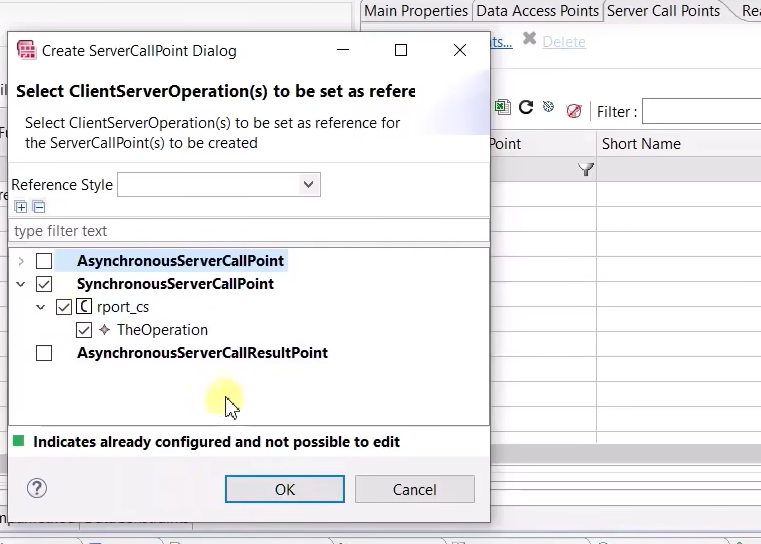 Main Properties Data Access Points Server Call Points
Create ServerCallPoint Dialog
Delete
Select ClientServerOperation(s) to be set as refere
Select ClientServerOperation(s) to be set as reference for
the ServerCallPoint(s) to be created
Filter :
Point Short Name
Reference Style
type filter text
AsynchronousServerCallPoint
SynchronousServerCallPoint
C rport_cs
TheOperation
AsynchronousServerCallResultPoint
Indicates already configured and not possible to edit
? OK Cancel